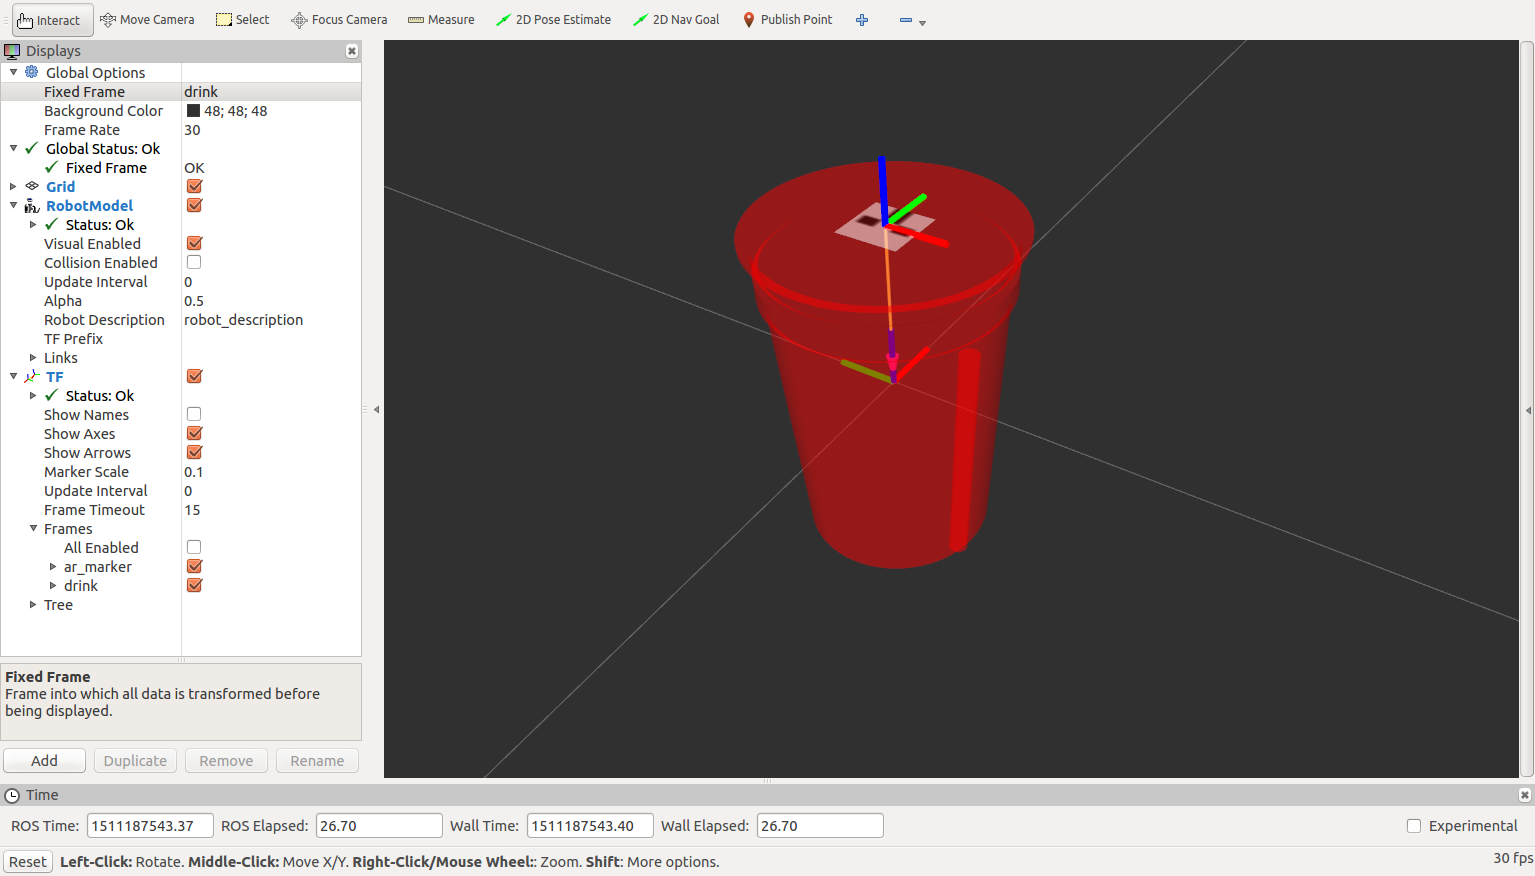 Interact Move Camera Select Focus Camera Measure 2D Pose Estimate 2D Nav Goal Publish Point
Displays
Global Options
Fixed Frame drink
Background Color 48; 48; 48
Frame Rate 30
Global Status: Ok
Fixed Frame OK
Grid
RobotModel
Status: Ok
Visual Enabled
Collision Enabled
Update Interval 0
Alpha 0.5
Robot Description robot_description
TF Prefix
Links
TF
Status: Ok
Show Names
Show Axes
Show Arrows
Marker Scale 0.1
Update Interval 0
Frame Timeout 15
Frames
All Enabled
ar_marker
drink
Tree
Fixed Frame
Frame into which all data is transformed before
being displayed.
Add Duplicate Remove Rename
Time
ROS Time: 1511187543.37 ROS Elapsed: 26.70 Wall Time: 1511187543.40 Wall Elapsed: 26.70 Experimental
Reset Left-Click: Rotate. Middle-Click: Move X/Y. Right-Click/Mouse Wheel:: Zoom. Shift: More options. 30 fps